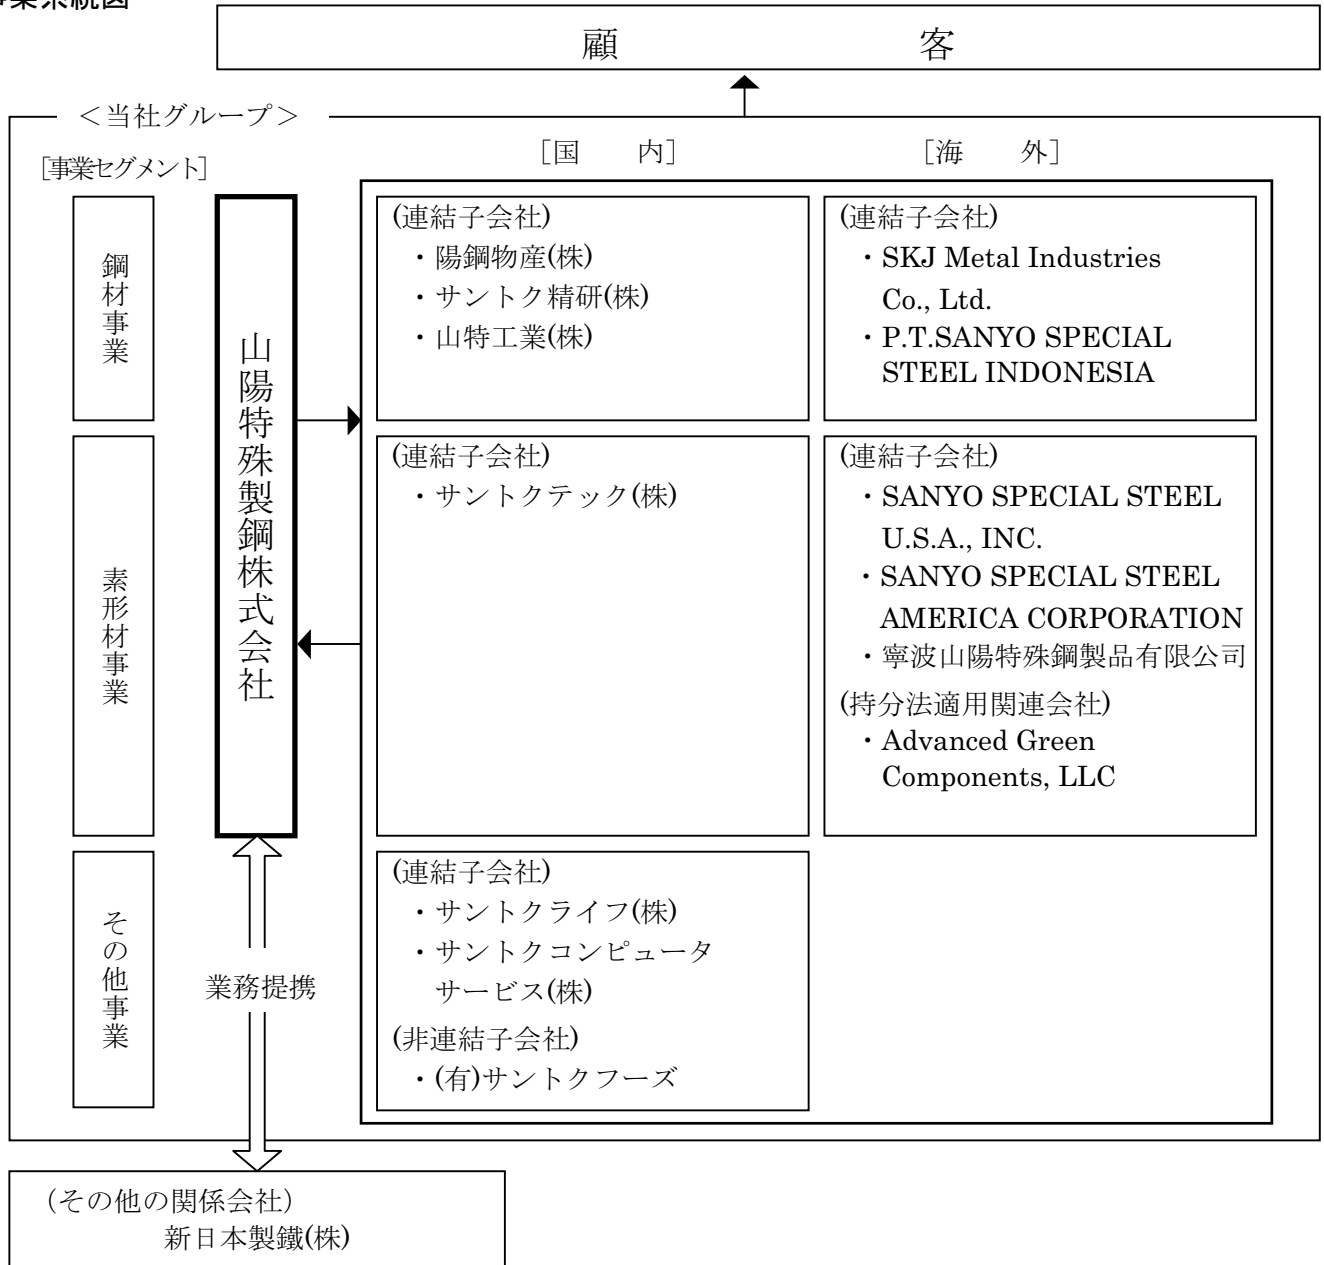 事業系統図
顧　　　客
＜当社グループ＞
［事業セグメント］
［国　　内］
［海　　外］
鋼材事業
山陽特殊製鋼株式会社
(連結子会社)
・陽鋼物産(株)
・サントク精研(株)
・山特工業(株)
(連結子会社)
・SKJ Metal Industries
Co., Ltd.
・P.T.SANYO SPECIAL
STEEL INDONESIA
素形材事業
(連結子会社)
・サントクテック(株)
(連結子会社)
・SANYO SPECIAL STEEL
U.S.A., INC.
・SANYO SPECIAL STEEL
AMERICA CORPORATION
・寧波山陽特殊鋼製品有限公司
(持分法適用関連会社)
・Advanced Green
Components, LLC
その他事業
業務提携
(連結子会社)
・サントクライフ(株)
・サントクコンピュータ
サービス(株)
(非連結子会社)
・(有)サントクフーズ
（その他の関係会社）
新日本製鐵(株)